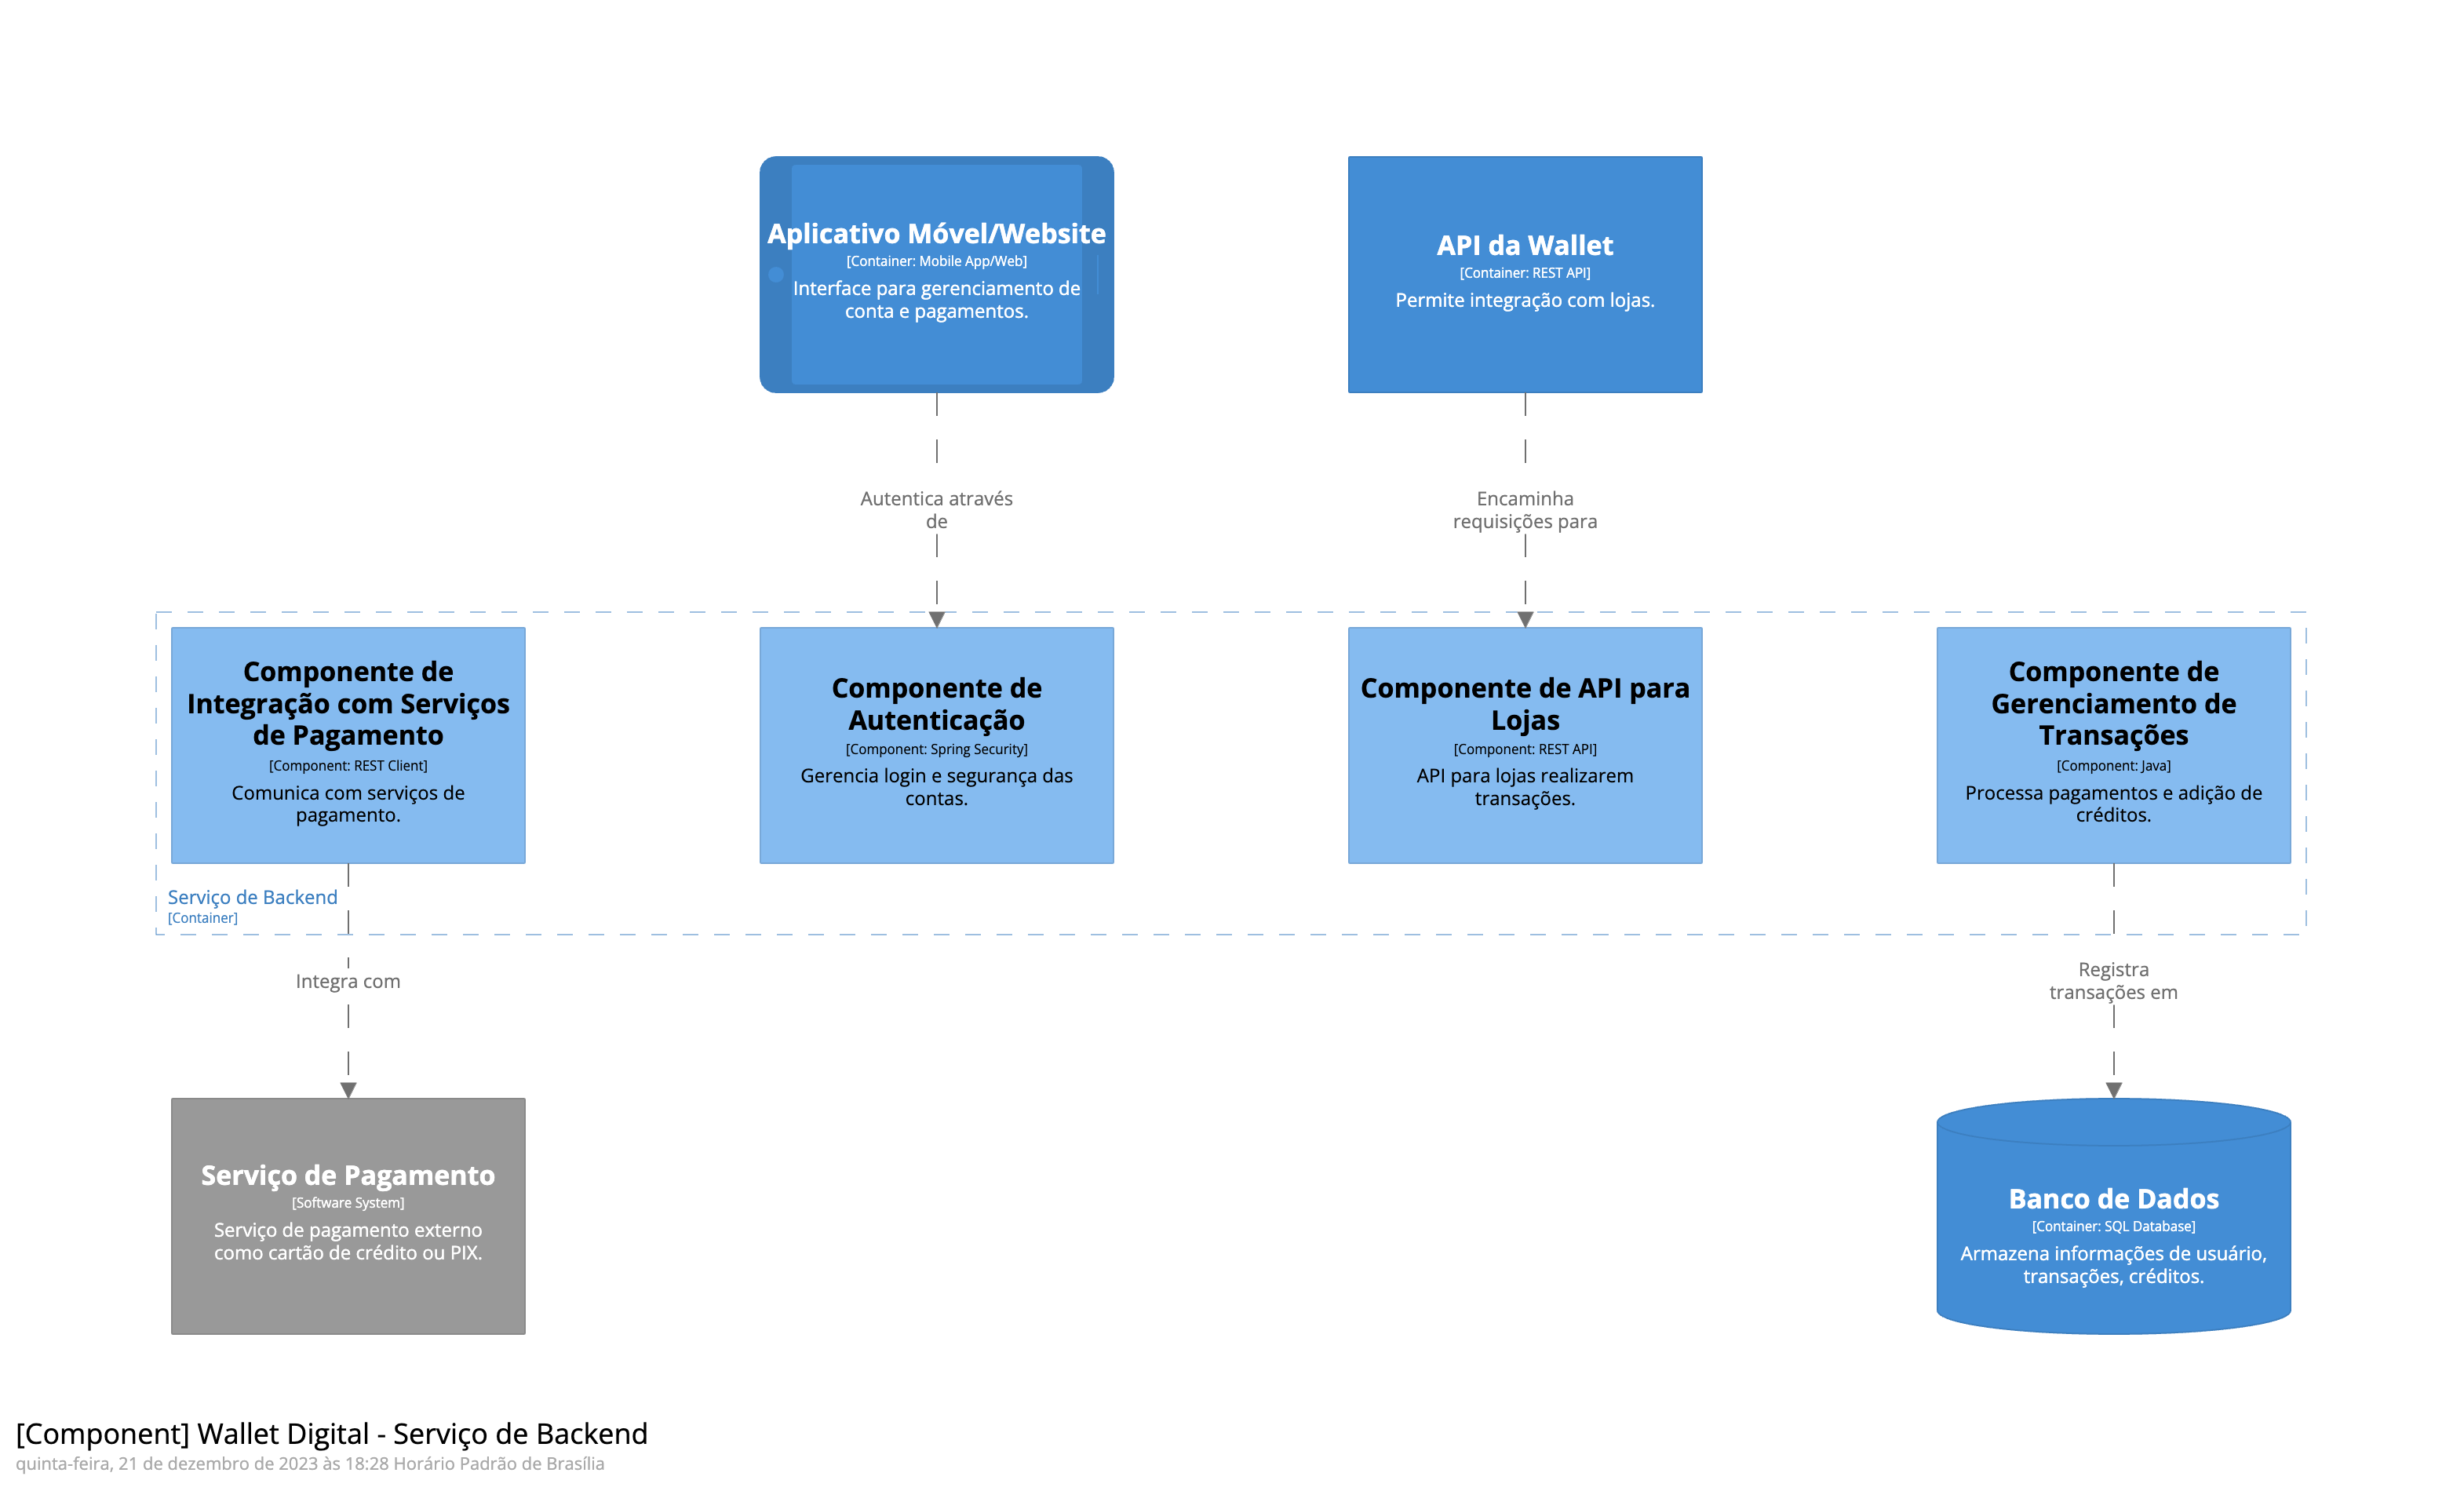 Aplicativo Móvel/Website
[Container: Mobile App/Web]
Interface para gerenciamento de
conta e pagamentos.
API da Wallet
[Container: REST API]
Permite integração com lojas.
Autentica através
de
Encaminha
requisições para
Componente de
Integração com Serviços
de Pagamento
[Component: REST Client]
Comunica com serviços de
pagamento.
Componente de
Autenticação
[Component: Spring Security]
Gerencia login e segurança das
contas.
Componente de API para
Lojas
[Component: REST API]
API para lojas realizarem
transações.
Componente de
Gerenciamento de
Transações
[Component: Java]
Processa pagamentos e adição de
créditos.
Serviço de Backend
[Container]
Integra com
Registra
transações em
Serviço de Pagamento
[Software System]
Serviço de pagamento externo
como cartão de crédito ou PIX.
Banco de Dados
[Container: SQL Database]
Armazena informações de usuário,
transações, créditos.
[Component] Wallet Digital - Serviço de Backend
quinta-feira, 21 de dezembro de 2023 às 18:28 Horário Padrão de Brasília